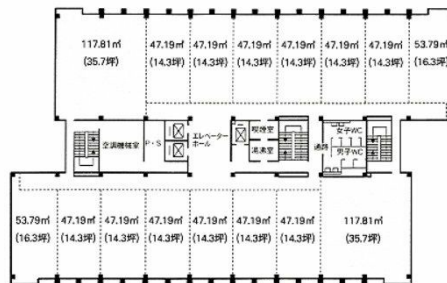 117.81㎡ 47.19㎡ 47.19㎡ 47.19㎡ 47.19㎡ 47.19㎡ 47.19㎡ 53.79㎡
(35.7坪) (14.3坪) (14.3坪) (14.3坪) (14.3坪) (14.3坪) (14.3坪) (16.3坪)
空調機械室
P・S
エレベーター
ホール
喫煙室
湯沸室
通路
女子WC
男子WC
53.79㎡ 47.19㎡ 47.19㎡ 47.19㎡ 47.19㎡ 47.19㎡ 47.19㎡ 117.81㎡
(16.3坪) (14.3坪) (14.3坪) (14.3坪) (14.3坪) (14.3坪) (14.3坪) (35.7坪)